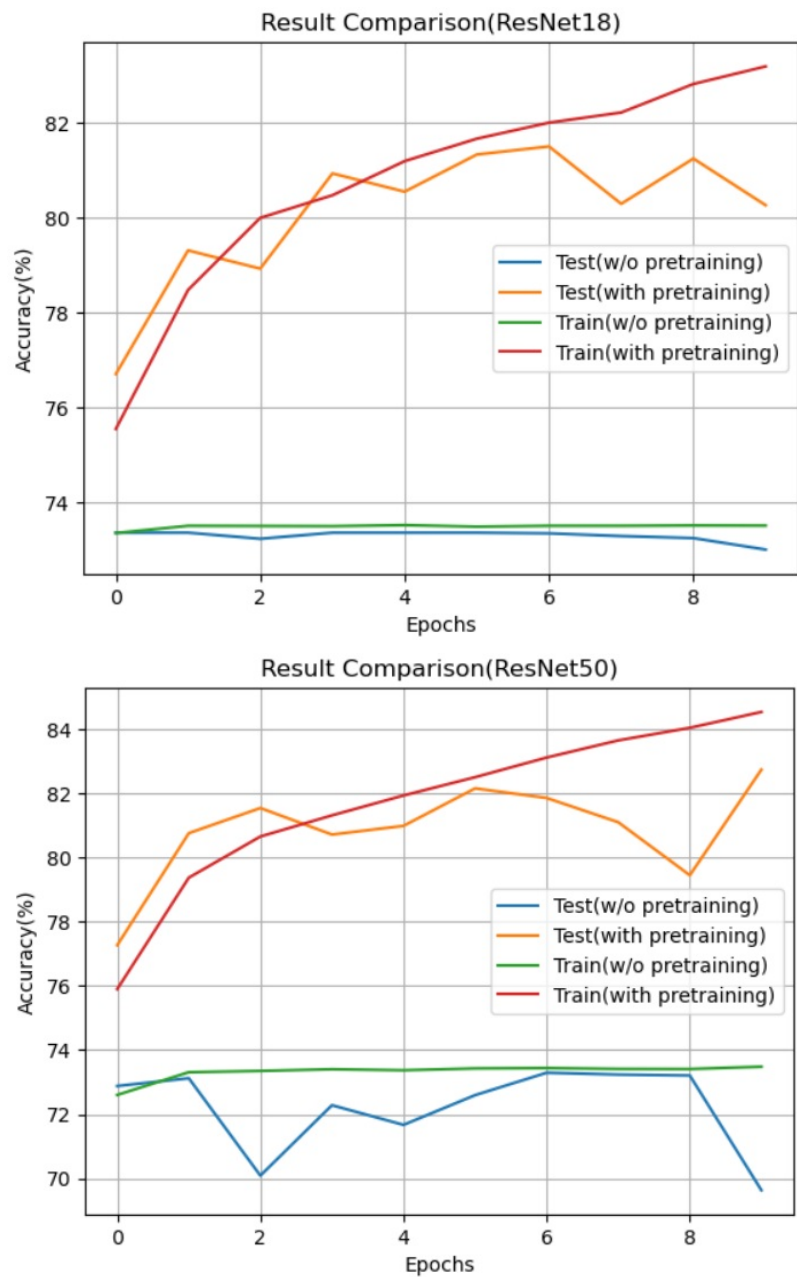 Result Comparison(ResNet18)
82
80
78
76
74
Accuracy(%)
Test(w/o pretraining)
Test(with pretraining)
Train(w/o pretraining)
Train(with pretraining)
0 2 4 6 8
Epochs
Result Comparison(ResNet50)
84
82
80
78
76
74
72
70
Accuracy(%)
Test(w/o pretraining)
Test(with pretraining)
Train(w/o pretraining)
Train(with pretraining)
0 2 4 6 8
Epochs